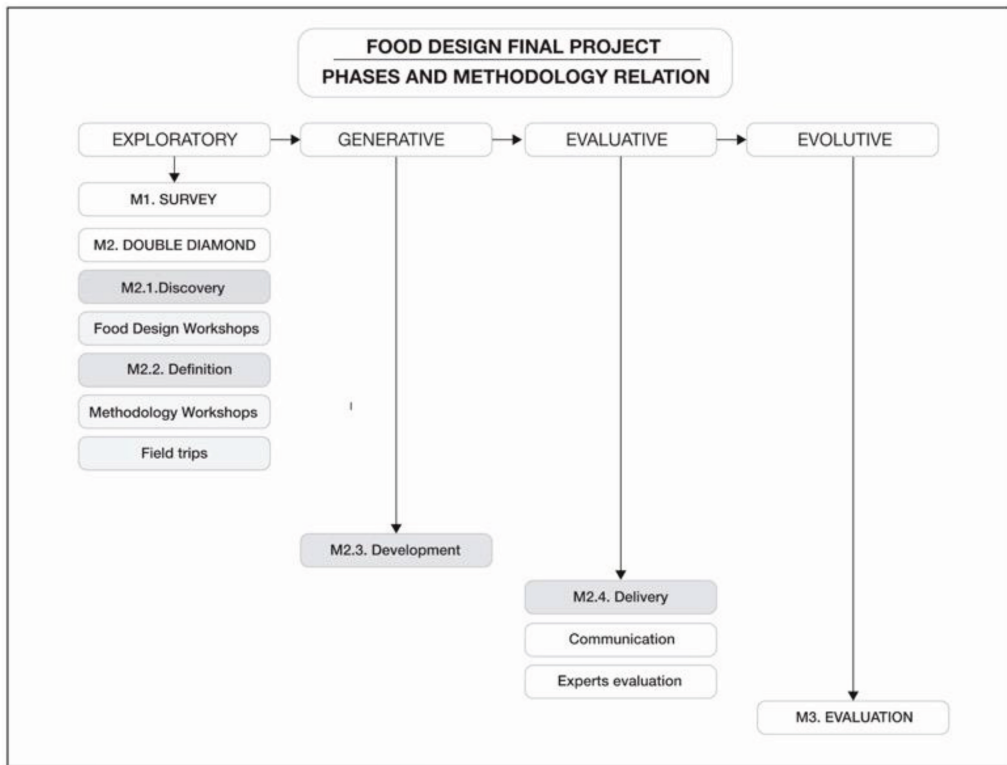 FOOD DESIGN FINAL PROJECT
PHASES AND METHODOLOGY RELATION
EXPLORATORY
GENERATIVE
EVALUATIVE
EVOLUTIVE
M1. SURVEY
M2. DOUBLE DIAMOND
M2.1.Discovery
Food Design Workshops
M2.2. Definition
Methodology Workshops
Field trips
M2.3. Development
M2.4. Delivery
Communication
Experts evaluation
M3. EVALUATION